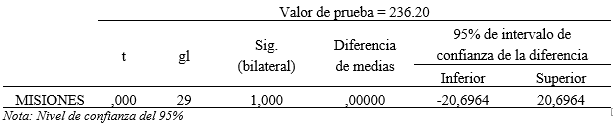 Valor de prueba = 236.20
t gl Sig. (bilateral) Diferencia de medias 95% de intervalo de confianza de la diferencia
Inferior Superior
MISIONES ,000 29 1,000 ,00000 -20,6964 20,6964
Nota: Nivel de confianza del 95%